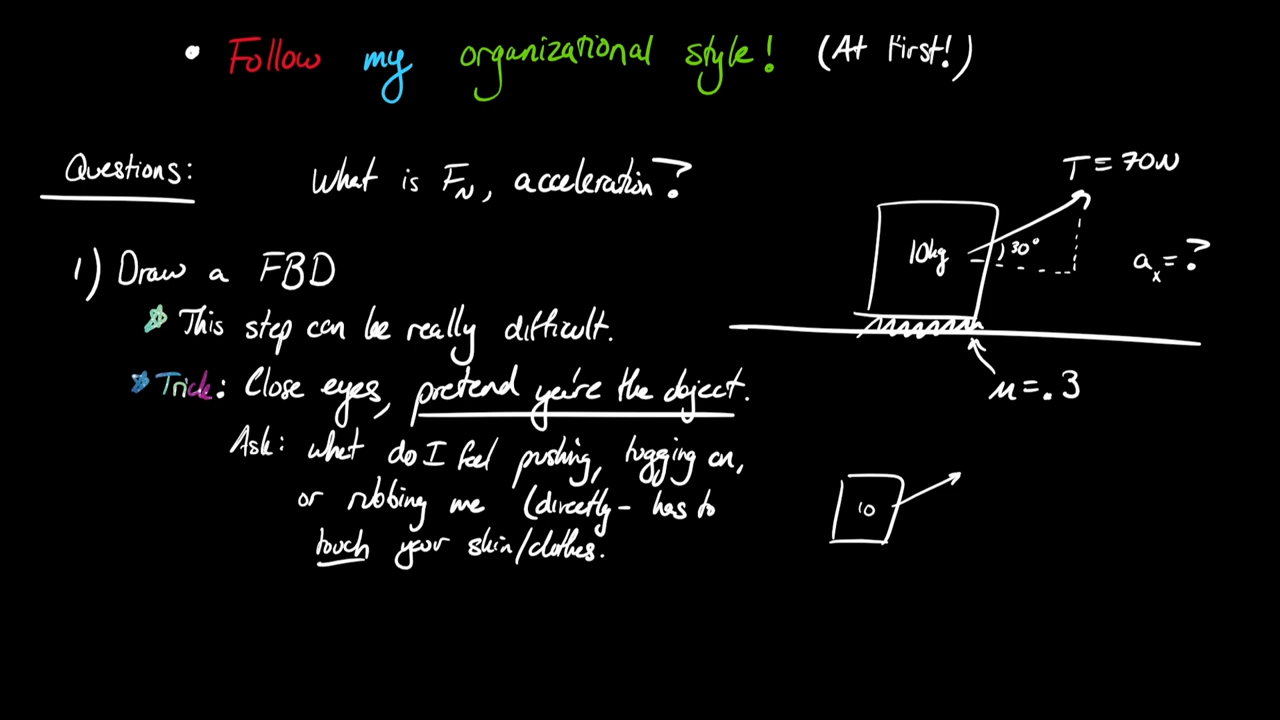 • Follow my organizational style! (At First!)
Questions:
What is F_N, acceleration?
T = 70N
10kg
30°
a_x = ?
μ = .3
1) Draw a FBD
This step can be really difficult.
Trick: Close eyes, pretend you're the object.
Ask: what do I feel pushing, tugging on,
or rubbing me (directly - has to
touch your skin/clothes.
10